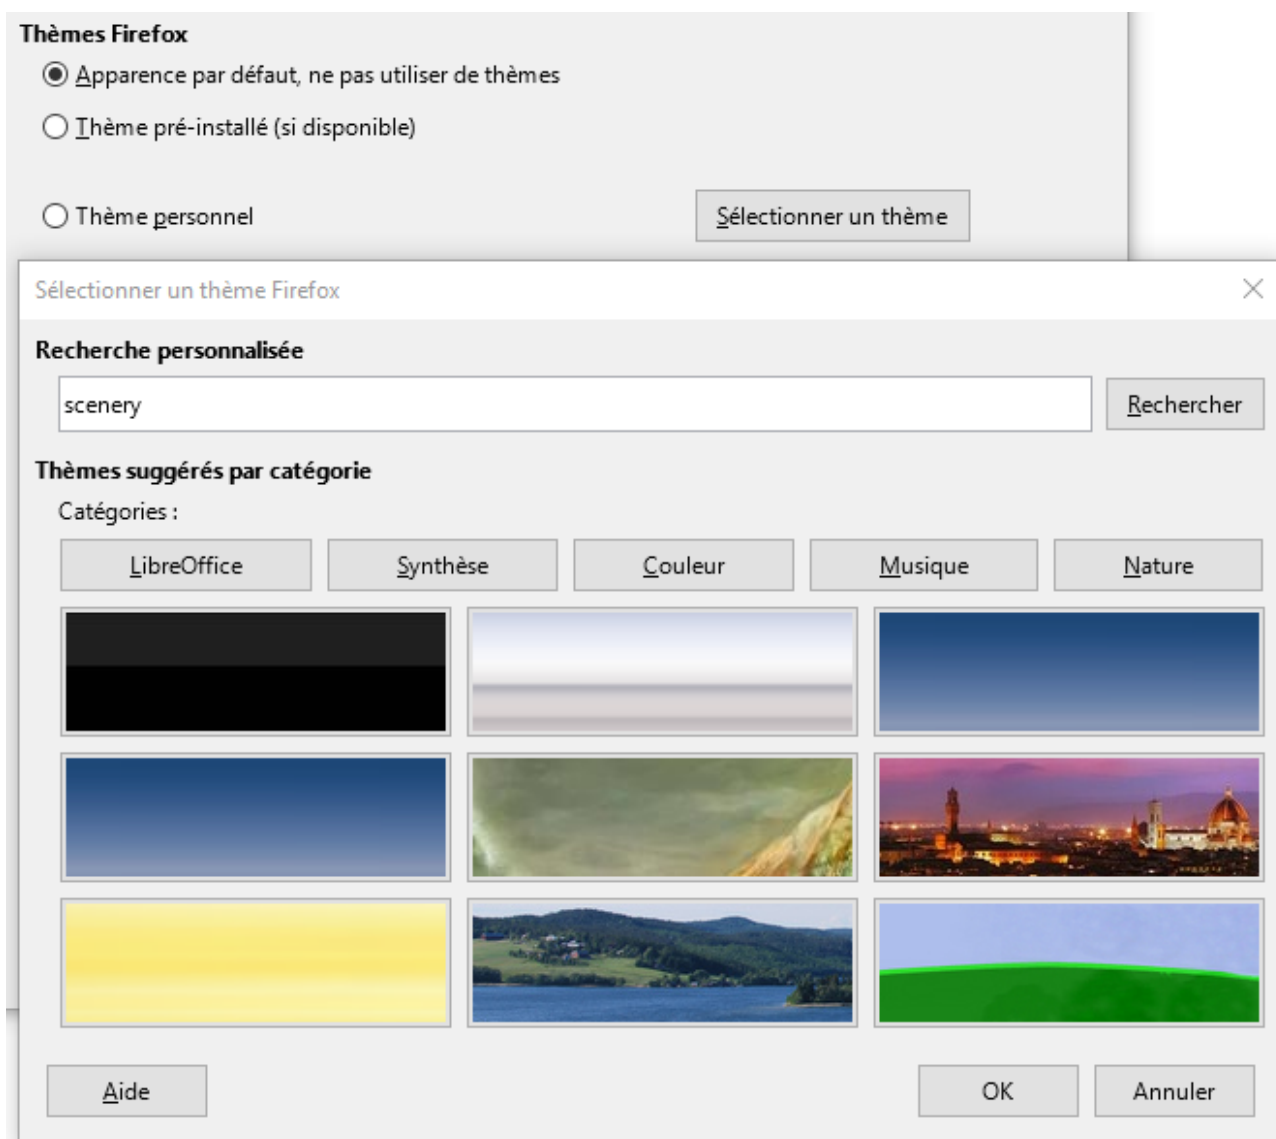 Thèmes Firefox
Apparence par défaut, ne pas utiliser de thèmes
Thème pré-installé (si disponible)
Thème personnel Sélectionner un thème
Sélectionner un thème Firefox
Recherche personnalisée
scenery Rechercher
Thèmes suggérés par catégorie
Catégories :
LibreOffice Synthèse Couleur Musique Nature
Aide OK Annuler